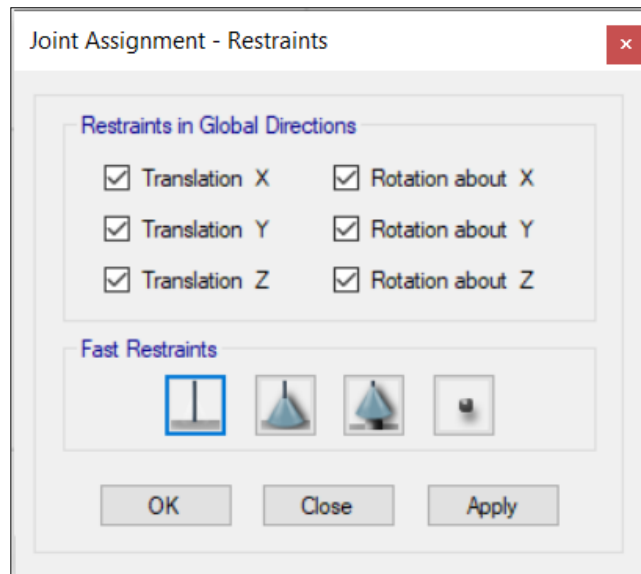 Joint Assignment - Restraints
Restraints in Global Directions
Translation X
Rotation about X
Translation Y
Rotation about Y
Translation Z
Rotation about Z
Fast Restraints
OK
Close
Apply